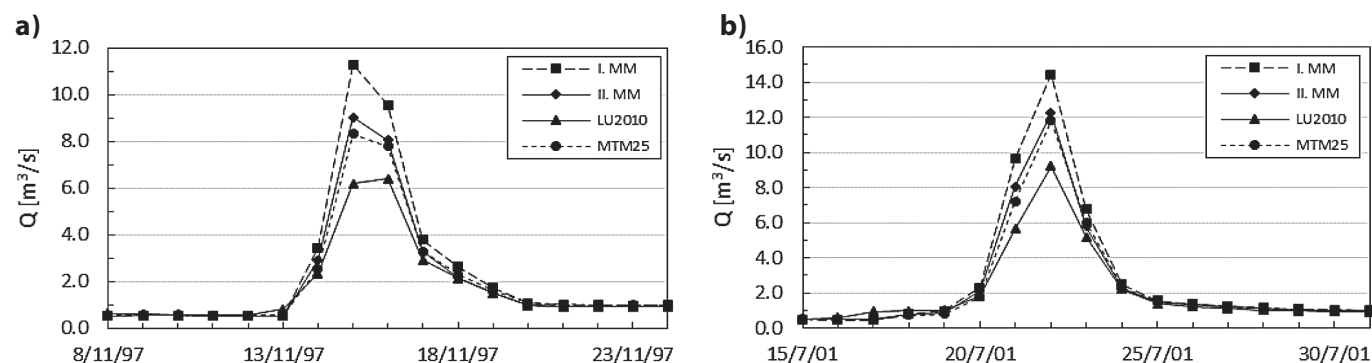 a)
12.0
10.0
8.0
6.0
4.0
2.0
0.0
Q [m³/s]
I. MM
II. MM
LU2010
MTM25
8/11/97 13/11/97 18/11/97 23/11/97
b)
16.0
14.0
12.0
10.0
8.0
6.0
4.0
2.0
0.0
Q [m³/s]
I. MM
II. MM
LU2010
MTM25
15/7/01 20/7/01 25/7/01 30/7/01